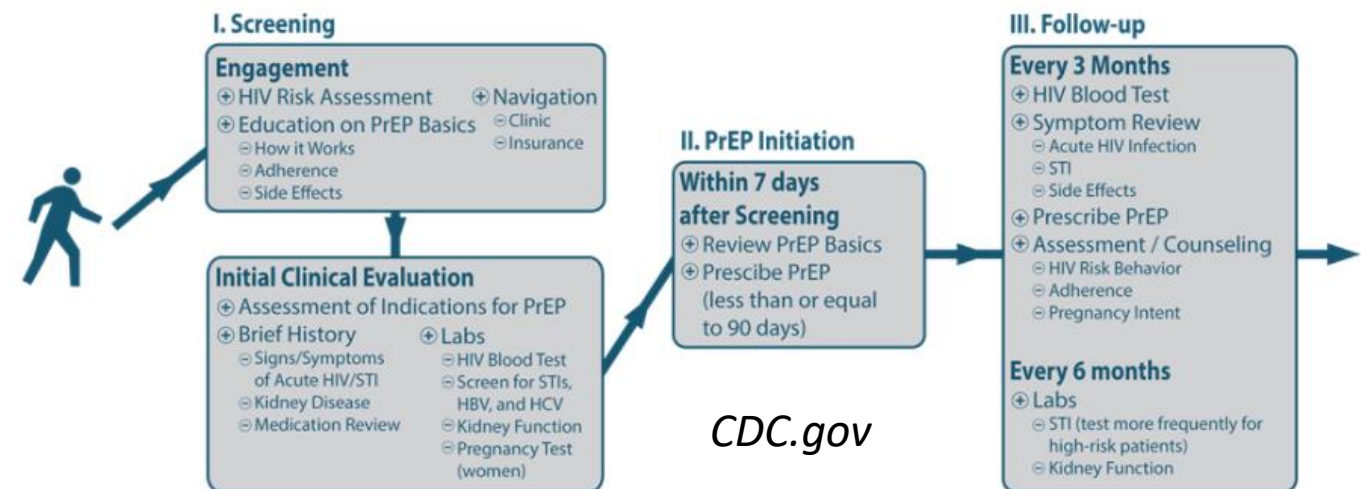 I. Screening
Engagement
⊕ HIV Risk Assessment
⊕ Education on PrEP Basics
⊖ How it Works
⊖ Adherence
⊖ Side Effects
⊕ Navigation
⊖ Clinic
⊖ Insurance
Initial Clinical Evaluation
⊕ Assessment of Indications for PrEP
⊕ Brief History
⊖ Signs/Symptoms
of Acute HIV/STI
⊖ Kidney Disease
⊖ Medication Review
⊕ Labs
⊖ HIV Blood Test
⊖ Screen for STIs,
HBV, and HCV
⊖ Kidney Function
⊖ Pregnancy Test
(women)
II. PrEP Initiation
Within 7 days
after Screening
⊕ Review PrEP Basics
⊕ Prescibe PrEP
(less than or equal
to 90 days)
CDC.gov
III. Follow-up
Every 3 Months
⊕ HIV Blood Test
⊕ Symptom Review
⊖ Acute HIV Infection
⊖ STI
⊖ Side Effects
⊕ Prescribe PrEP
⊕ Assessment / Counseling
⊖ HIV Risk Behavior
⊖ Adherence
⊖ Pregnancy Intent
Every 6 months
⊕ Labs
⊖ STI (test more frequently for
high-risk patients)
⊖ Kidney Function